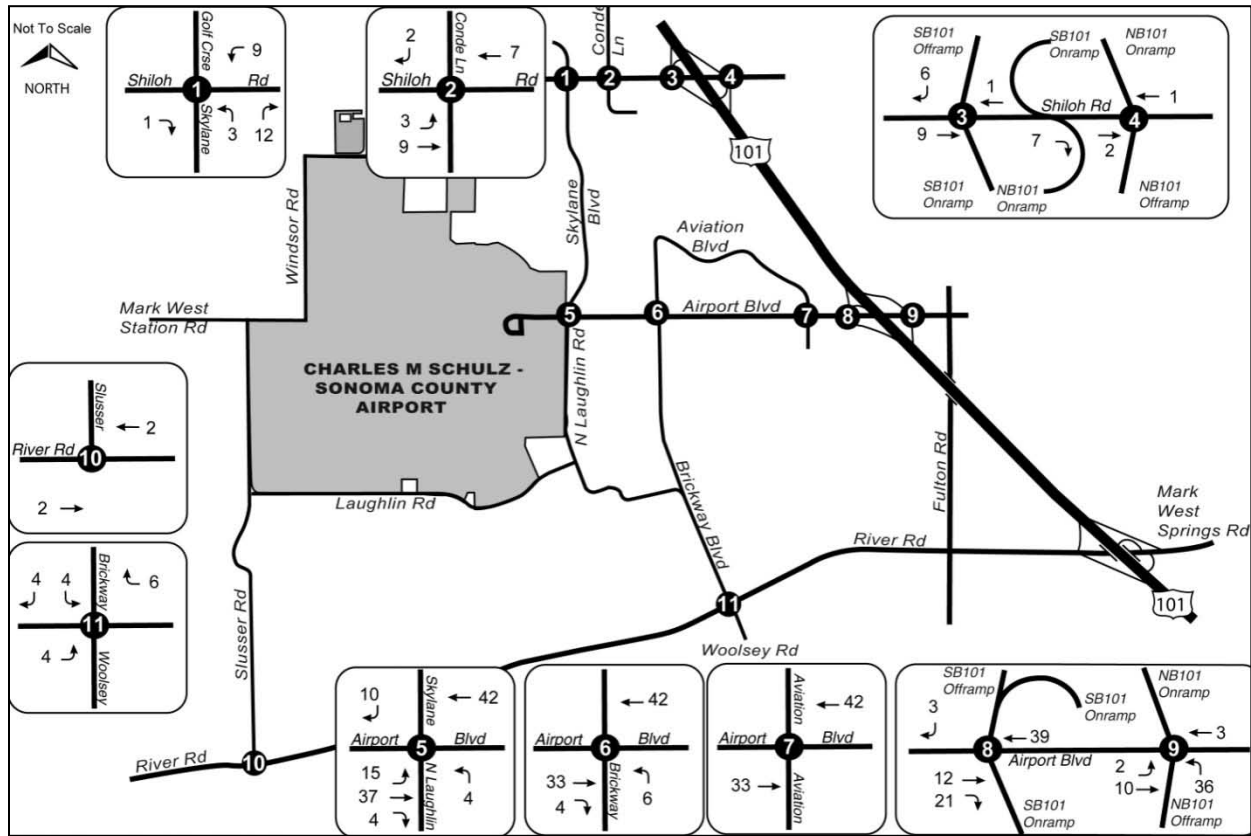 Not To Scale
NORTH
Golf Crse
9
Shiloh
Rd
1
Skylane
1
3
12
Conde Ln
2
7
Shiloh
Rd
2
3
9
Conde
Ln
1
2
3
4
101
SB101
Offramp
SB101
Onramp
NB101
Onramp
6
1
1
Shiloh Rd
3
4
9
7
2
SB101
Onramp
NB101
Onramp
NB101
Offramp
Windsor Rd
Skylane
Blvd
Aviation
Blvd
Mark West
Station Rd
Airport Blvd
5
6
7
8
9
CHARLES M SCHULZ -
SONOMA COUNTY
AIRPORT
N Laughlin Rd
Brickway Blvd
Fulton Rd
Laughlin Rd
Mark
West
Springs Rd
River Rd
101
11
Woolsey Rd
Slusser Rd
River Rd
10
Slusser
2
River Rd
10
2
Brickway
4
4
6
11
4
Woolsey
Skylane
10
42
Airport
Blvd
5
15
37
4
N Laughlin
4
42
Airport
Blvd
6
33
4
Brickway
6
Aviation
42
Airport
Blvd
7
33
Aviation
SB101
Offramp
SB101
Onramp
NB101
Onramp
3
39
3
8
Airport Blvd
9
12
21
2
10
36
SB101
Onramp
NB101
Offramp